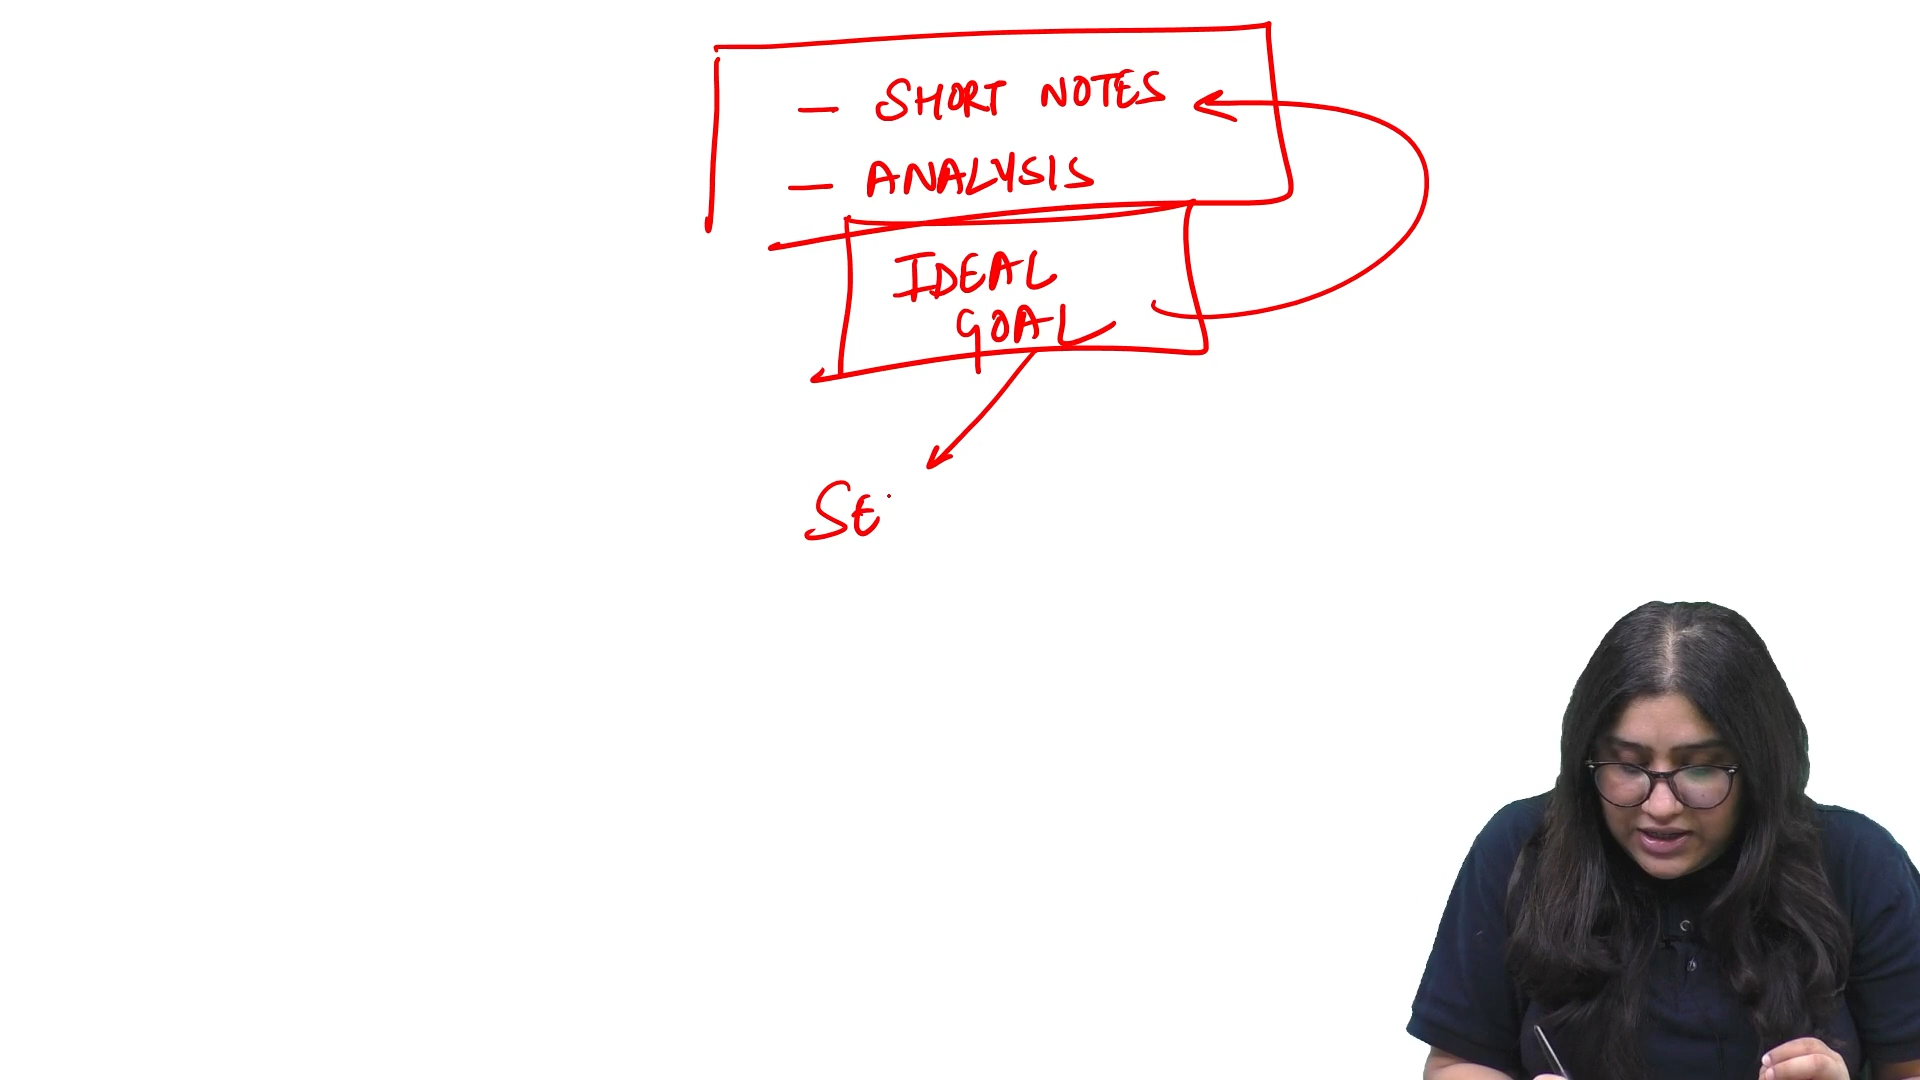 – SHORT NOTES
– ANALYSIS
IDEAL
GOAL
SE